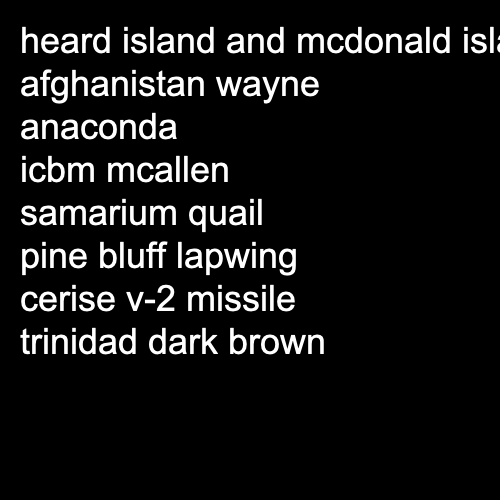 heard island and mcdonald isla
afghanistan wayne
anaconda
icbm mcallen
samarium quail
pine bluff lapwing
cerise v-2 missile
trinidad dark brown